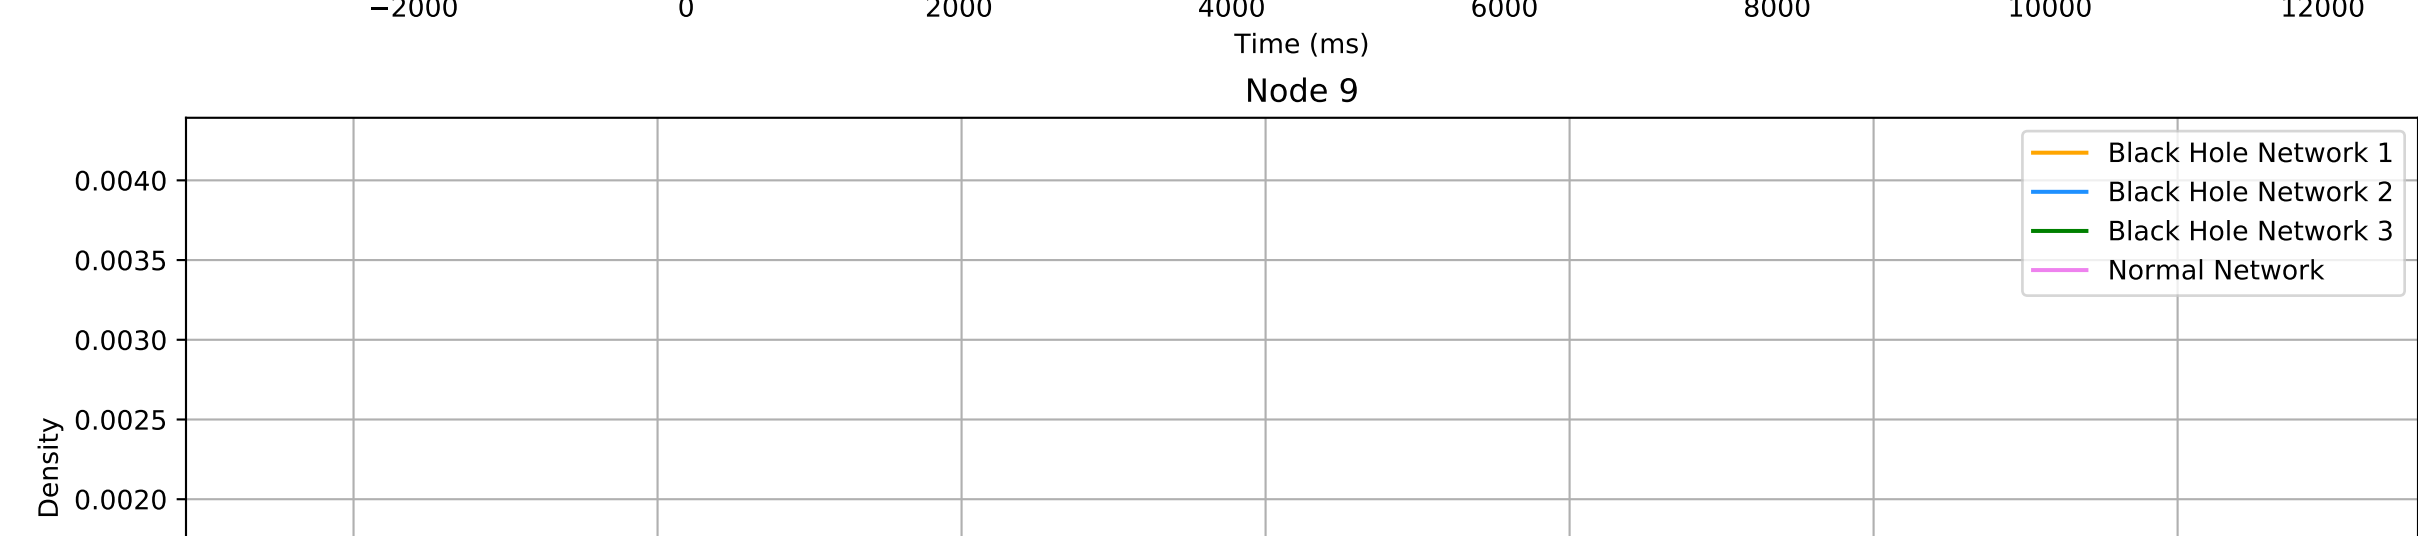 −2000 0 2000 4000 6000 8000 10000 12000
Time (ms)
Node 9
Black Hole Network 1
0.0040
Black Hole Network 2
Black Hole Network 3
0.0035
Normal Network
0.0030
0.0025
Density
0.0020